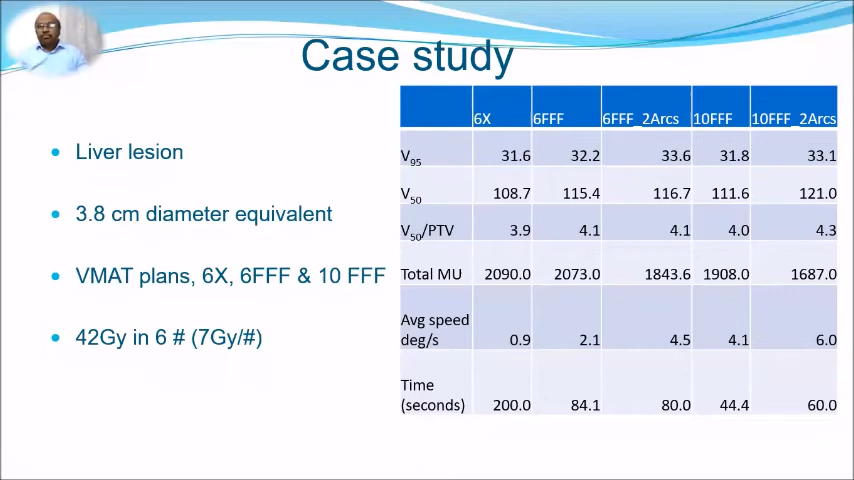 Case study
• Liver lesion
• 3.8 cm diameter equivalent
• VMAT plans, 6X, 6FFF & 10 FFF
• 42Gy in 6 # (7Gy/#)
6X 6FFF 6FFF_2Arcs 10FFF 10FFF_2Arcs
V95 31.6 32.2 33.6 31.8 33.1
V50 108.7 115.4 116.7 111.6 121.0
V50/PTV 3.9 4.1 4.1 4.0 4.3
Total MU 2090.0 2073.0 1843.6 1908.0 1687.0
Avg speed
deg/s 0.9 2.1 4.5 4.1 6.0
Time
(seconds) 200.0 84.1 80.0 44.4 60.0